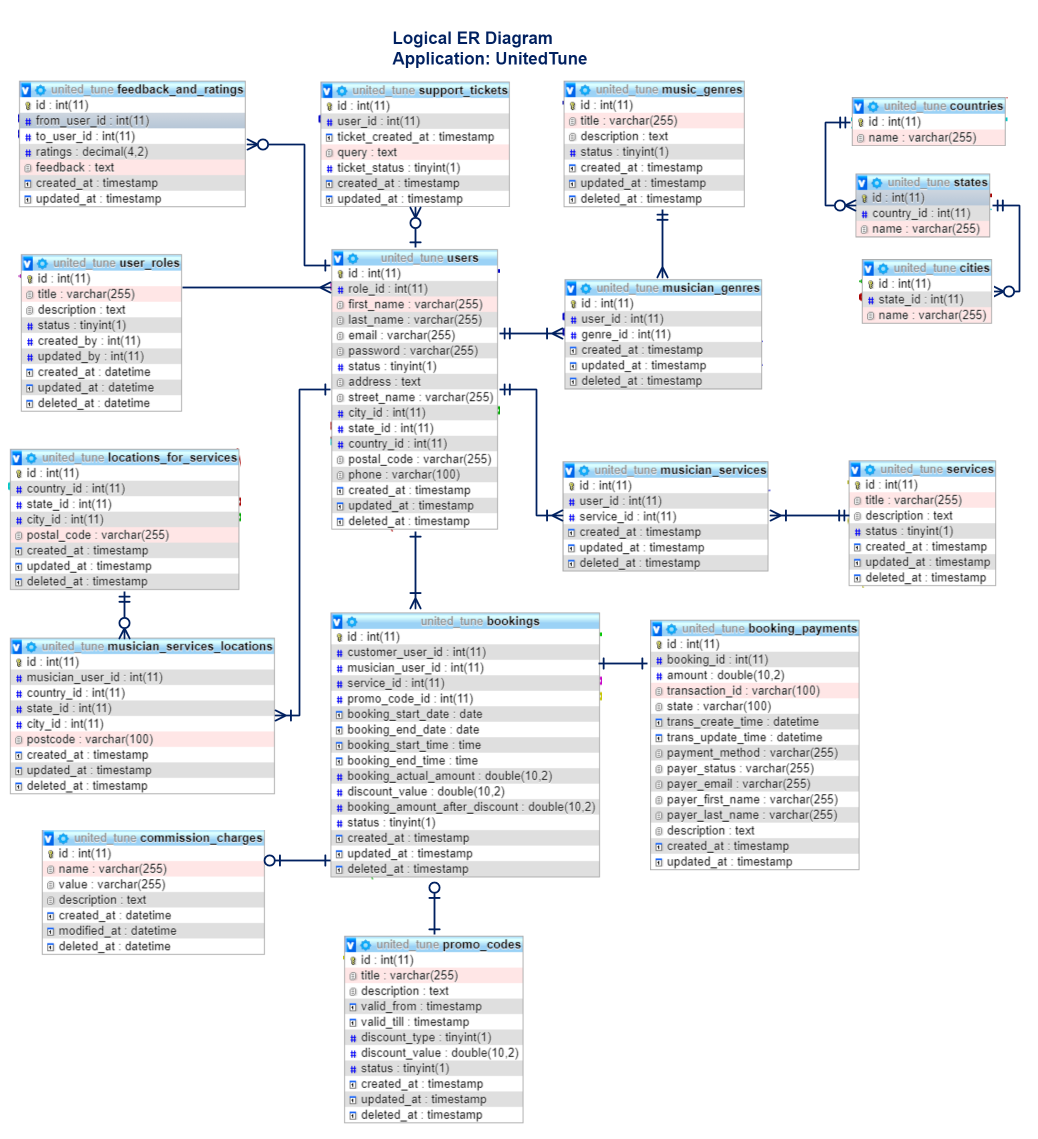 Logical ER Diagram
Application: UnitedTune
united_tune feedback_and_ratings
id : int(11)
from_user_id : int(11)
to_user_id : int(11)
ratings : decimal(4,2)
feedback : text
created_at : timestamp
updated_at : timestamp
united_tune support_tickets
id : int(11)
user_id : int(11)
ticket_created_at : timestamp
query : text
ticket_status : tinyint(1)
created_at : timestamp
updated_at : timestamp
united_tune music_genres
id : int(11)
title : varchar(255)
description : text
status : tinyint(1)
created_at : timestamp
updated_at : timestamp
deleted_at : timestamp
united_tune countries
id : int(11)
name : varchar(255)
united_tune states
id : int(11)
country_id : int(11)
name : varchar(255)
united_tune cities
id : int(11)
state_id : int(11)
name : varchar(255)
united_tune user_roles
id : int(11)
title : varchar(255)
description : text
status : tinyint(1)
created_by : int(11)
updated_by : int(11)
created_at : datetime
updated_at : datetime
deleted_at : datetime
united_tune users
id : int(11)
role_id : int(11)
first_name : varchar(255)
last_name : varchar(255)
email : varchar(255)
password : varchar(255)
status : tinyint(1)
address : text
street_name : varchar(255)
city_id : int(11)
state_id : int(11)
country_id : int(11)
postal_code : varchar(255)
phone : varchar(100)
created_at : timestamp
updated_at : timestamp
deleted_at : timestamp
united_tune musician_genres
id : int(11)
user_id : int(11)
genre_id : int(11)
created_at : timestamp
updated_at : timestamp
deleted_at : timestamp
united_tune locations_for_services
id : int(11)
country_id : int(11)
state_id : int(11)
city_id : int(11)
postal_code : varchar(255)
created_at : timestamp
updated_at : timestamp
deleted_at : timestamp
united_tune musician_services
id : int(11)
user_id : int(11)
service_id : int(11)
created_at : timestamp
updated_at : timestamp
deleted_at : timestamp
united_tune services
id : int(11)
title : varchar(255)
description : text
status : tinyint(1)
created_at : timestamp
updated_at : timestamp
deleted_at : timestamp
united_tune musician_services_locations
id : int(11)
musician_user_id : int(11)
country_id : int(11)
state_id : int(11)
city_id : int(11)
postcode : varchar(100)
created_at : timestamp
updated_at : timestamp
deleted_at : timestamp
united_tune bookings
id : int(11)
customer_user_id : int(11)
musician_user_id : int(11)
service_id : int(11)
promo_code_id : int(11)
booking_start_date : date
booking_end_date : date
booking_start_time : time
booking_end_time : time
booking_actual_amount : double(10,2)
discount_value : double(10,2)
booking_amount_after_discount : double(10,2)
status : tinyint(1)
created_at : timestamp
updated_at : timestamp
deleted_at : timestamp
united_tune booking_payments
id : int(11)
booking_id : int(11)
amount : double(10,2)
transaction_id : varchar(100)
state : varchar(100)
trans_create_time : datetime
trans_update_time : datetime
payment_method : varchar(255)
payer_status : varchar(255)
payer_email : varchar(255)
payer_first_name : varchar(255)
payer_last_name : varchar(255)
description : text
created_at : timestamp
updated_at : timestamp
united_tune commission_charges
id : int(11)
name : varchar(255)
value : varchar(255)
description : text
created_at : datetime
modified_at : datetime
deleted_at : datetime
united_tune promo_codes
id : int(11)
title : varchar(255)
description : text
valid_from : timestamp
valid_till : timestamp
discount_type : tinyint(1)
discount_value : double(10,2)
status : tinyint(1)
created_at : timestamp
updated_at : timestamp
deleted_at : timestamp